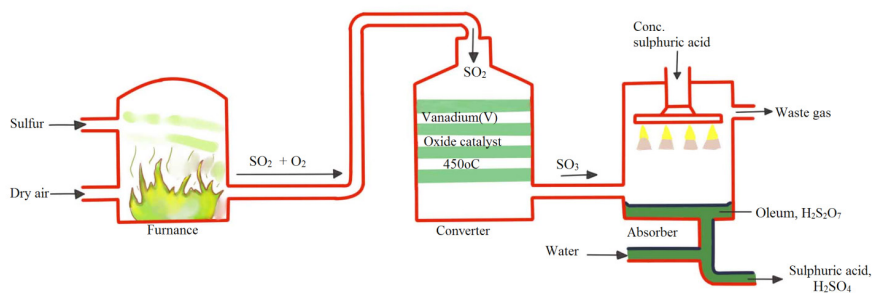 Conc.
sulphuric acid
SO₂
Sulfur
Vanadium(V)
Waste gas
Oxide catalyst
SO₂ + O₂
SO₃
450oC
Dry air
Oleum, H₂S₂O₇
Furnance
Converter
Absorber
Water
Sulphuric acid,
H₂SO₄